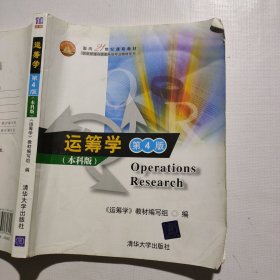 面向21世纪课程教材
运筹学 第4版
(本科版)
Operations
Research
《运筹学》教材编写组 编
清华大学出版社
运筹学
第4版
(本科版)
《运筹学》教材编写组 编
清华大学出版社